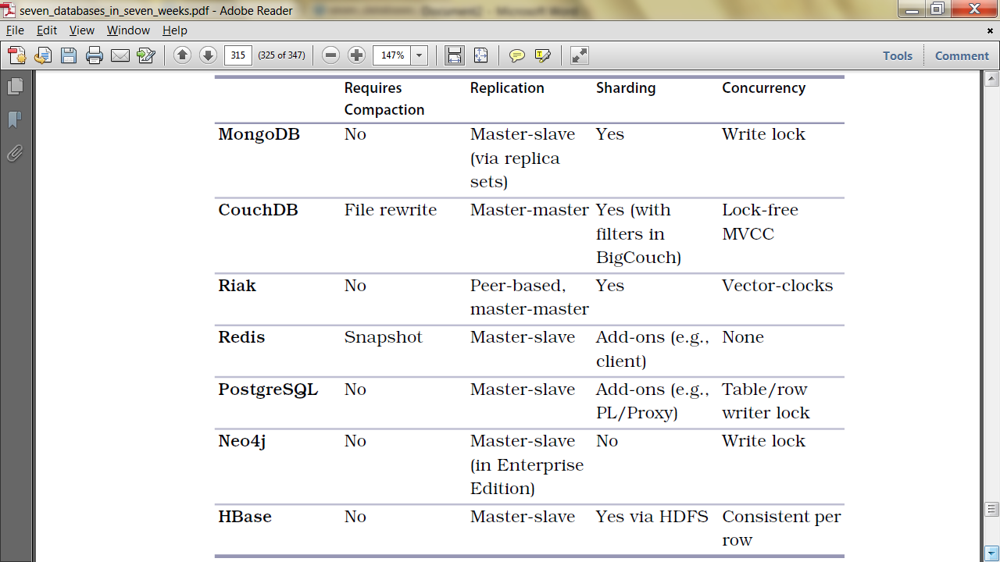 seven_databases_in_seven_weeks.pdf - Adobe Reader
File Edit View Window Help
315 (325 of 347) 147% Tools Comment
Requires Replication Sharding Concurrency
Compaction
MongoDB No Master-slave Yes Write lock
(via replica
sets)
CouchDB File rewrite Master-master Yes (with Lock-free
filters in MVCC
BigCouch)
Riak No Peer-based, Yes Vector-clocks
master-master
Redis Snapshot Master-slave Add-ons (e.g., None
client)
PostgreSQL No Master-slave Add-ons (e.g., Table/row
PL/Proxy) writer lock
Neo4j No Master-slave No Write lock
(in Enterprise
Edition)
HBase No Master-slave Yes via HDFS Consistent per
row